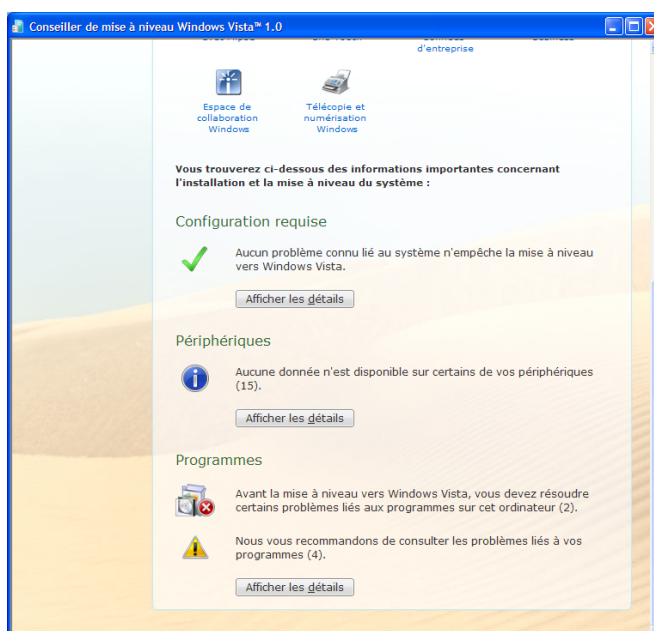 Conseiller de mise à niveau Windows Vista™ 1.0
d'entreprise
Espace de
collaboration
Windows
Télécopie et
numérisation
Windows
Vous trouverez ci-dessous des informations importantes concernant
l'installation et la mise à niveau du système :
Configuration requise
Aucun problème connu lié au système n'empêche la mise à niveau
vers Windows Vista.
Afficher les détails
Périphériques
Aucune donnée n'est disponible sur certains de vos périphériques
(15).
Afficher les détails
Programmes
Avant la mise à niveau vers Windows Vista, vous devez résoudre
certains problèmes liés aux programmes sur cet ordinateur (2).
Nous vous recommandons de consulter les problèmes liés à vos
programmes (4).
Afficher les détails